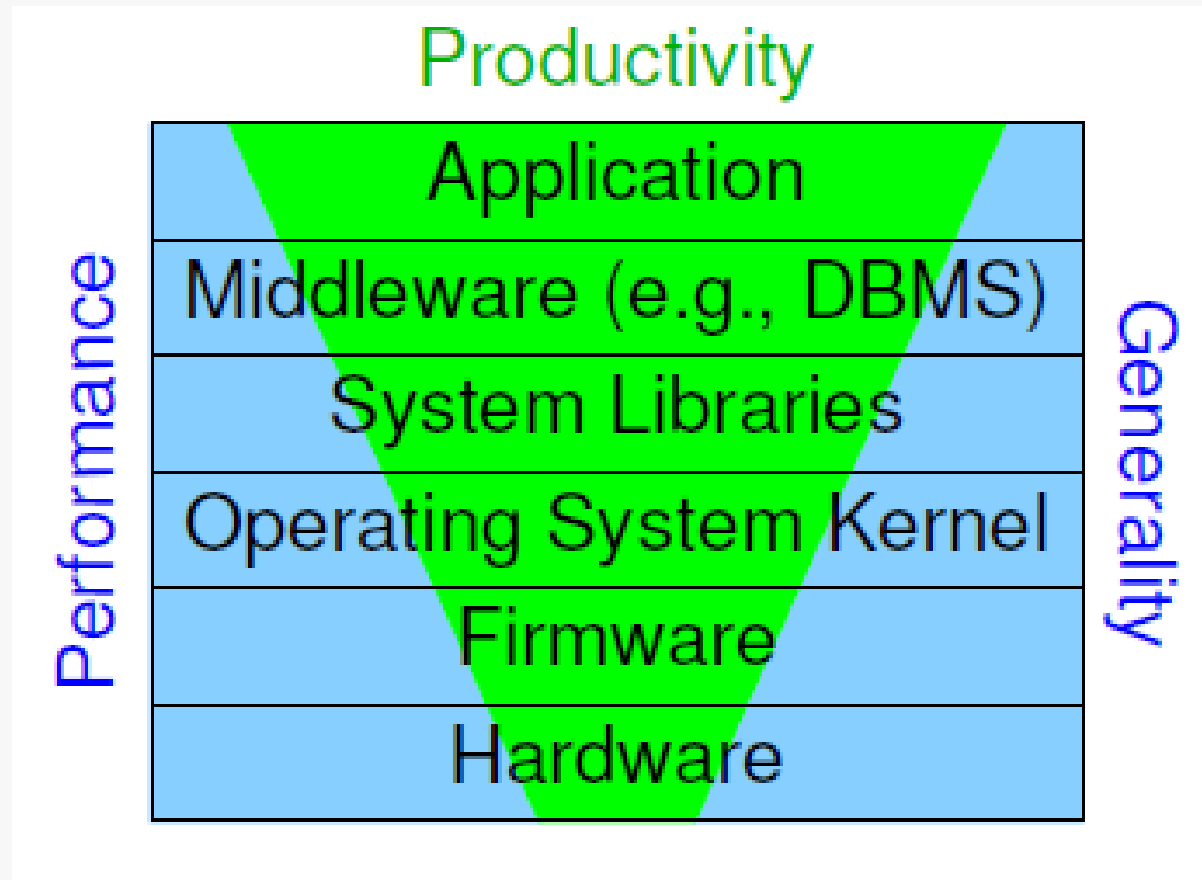 Productivity
Performance
Application
Middleware (e.g., DBMS)
System Libraries
Operating System Kernel
Firmware
Hardware
Generality